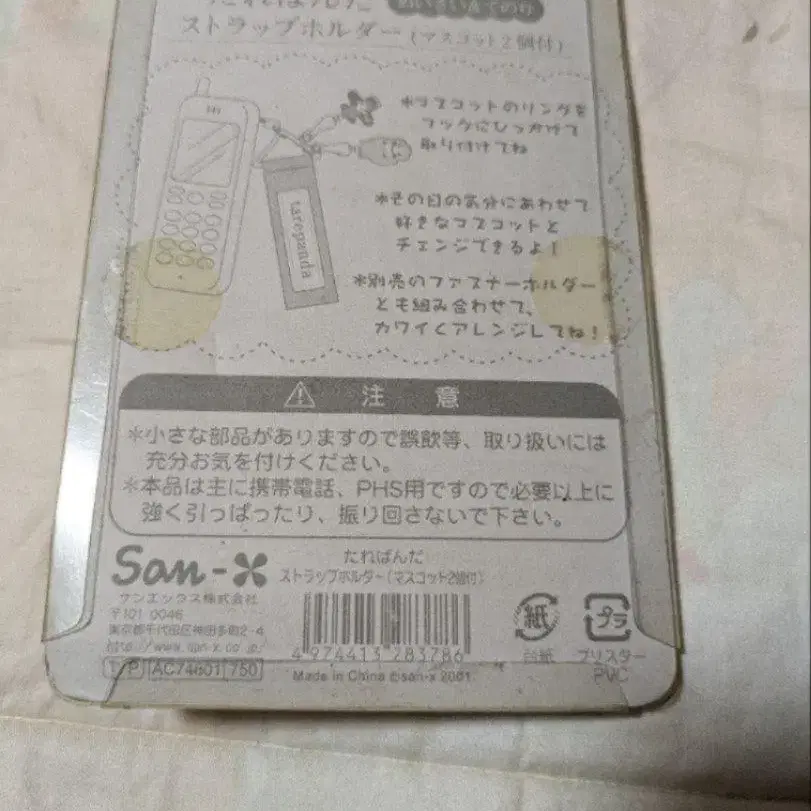 ストラップホルダー(マスコット2個付)
*マスコットのリングを
フックにひっかけて
取り付けてね
*その日の気分にあわせて
好きなマスコットと
チェンジできるよ!
*別売のファスナーホルダー
とも組み合わせて、
カワイくアレンジしてね!
tarepanda
注意
*小さな部品がありますので誤飲等、取り扱いには
充分お気を付けください。
*本品は主に携帯電話、PHS用ですので必要以上に
強く引っぱったり、振り回さないで下さい。
San-x
サンエックス株式会社
〒101 0046
東京都千代田区神田多町2-4
http://www.san-x.co.jp/
AC74601 750
たれぱんだ
ストラップホルダー(マスコット2個付)
4 974413 283786
Made in China ©san-x 2001
紙
台紙
プラ
ブリスター
PVC